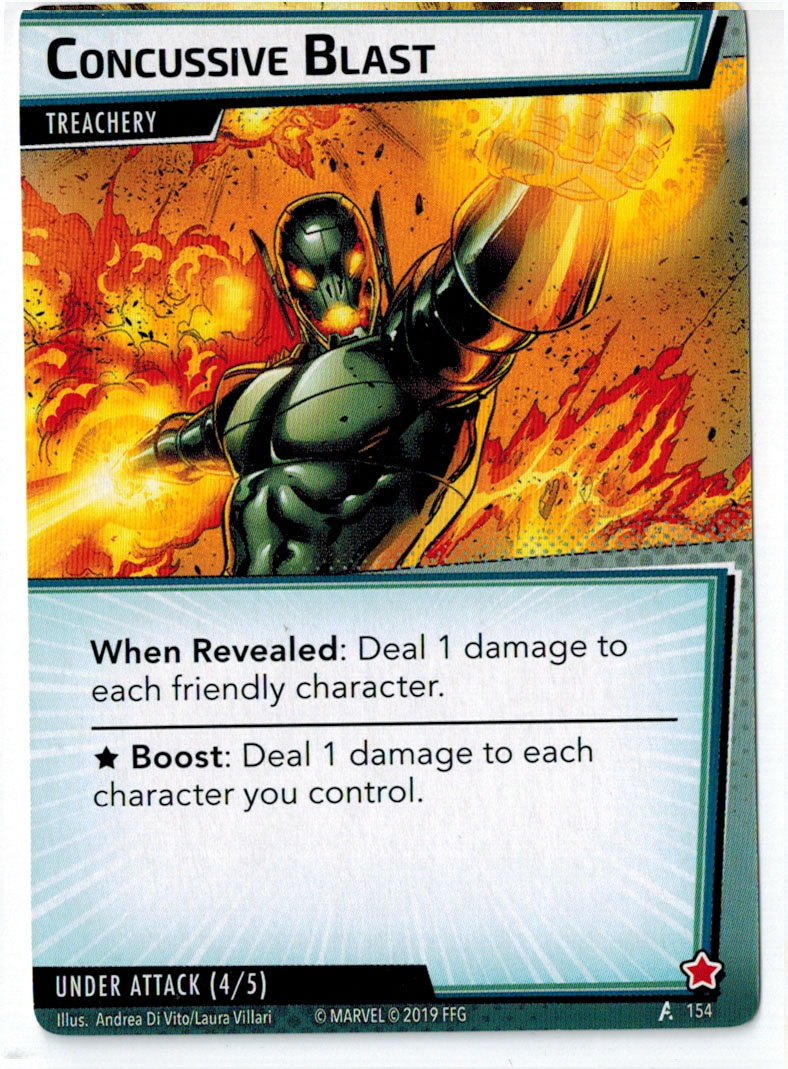 CONCUSSIVE BLAST
TREACHERY
When Revealed: Deal 1 damage to
each friendly character.
★ Boost: Deal 1 damage to each
character you control.
UNDER ATTACK (4/5)
Illus. Andrea Di Vito/Laura Villari © MARVEL © 2019 FFG 154